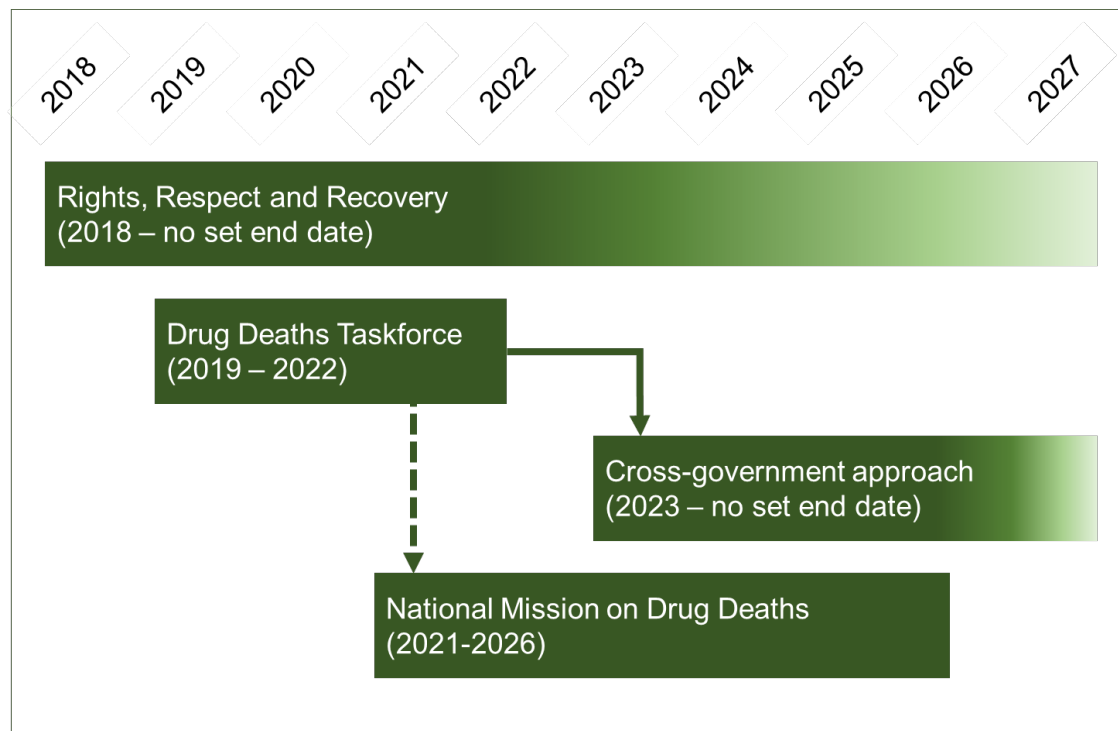 2018 2019 2020 2021 2022 2023 2024 2025 2026 2027
Rights, Respect and Recovery
(2018 – no set end date)
Drug Deaths Taskforce
(2019 – 2022)
Cross-government approach
(2023 – no set end date)
National Mission on Drug Deaths
(2021-2026)